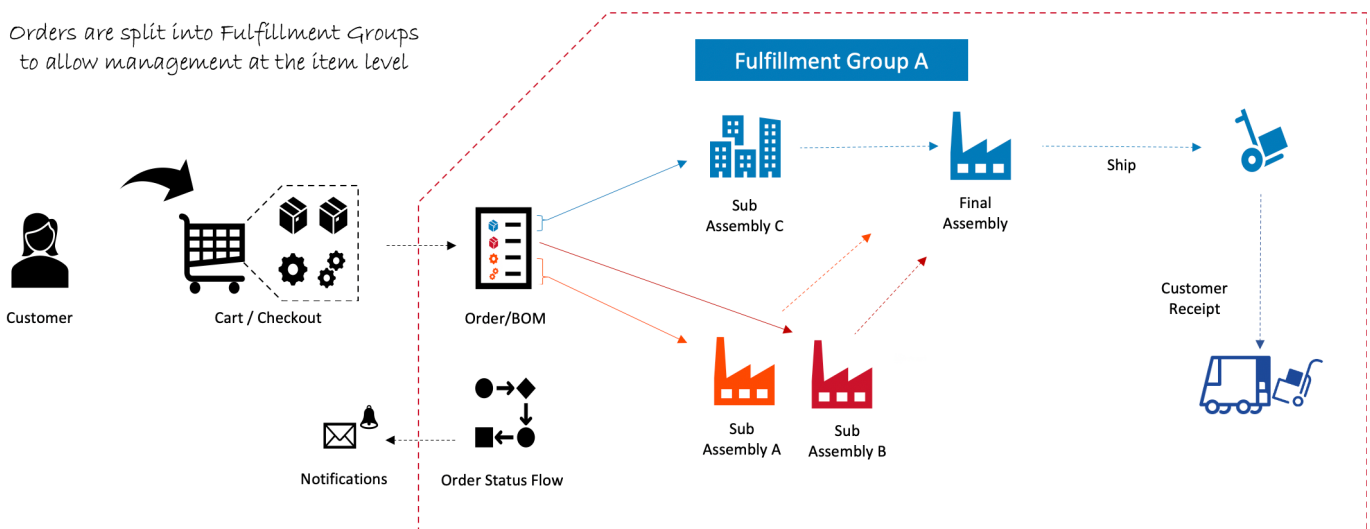 Orders are split into Fulfillment Groups
to allow management at the item level
Fulfillment Group A
Sub
Assembly C
Final
Assembly
Ship
Customer
Cart / Checkout
Order/BOM
Customer
Receipt
Sub
Assembly A
Sub
Assembly B
Notifications
Order Status Flow